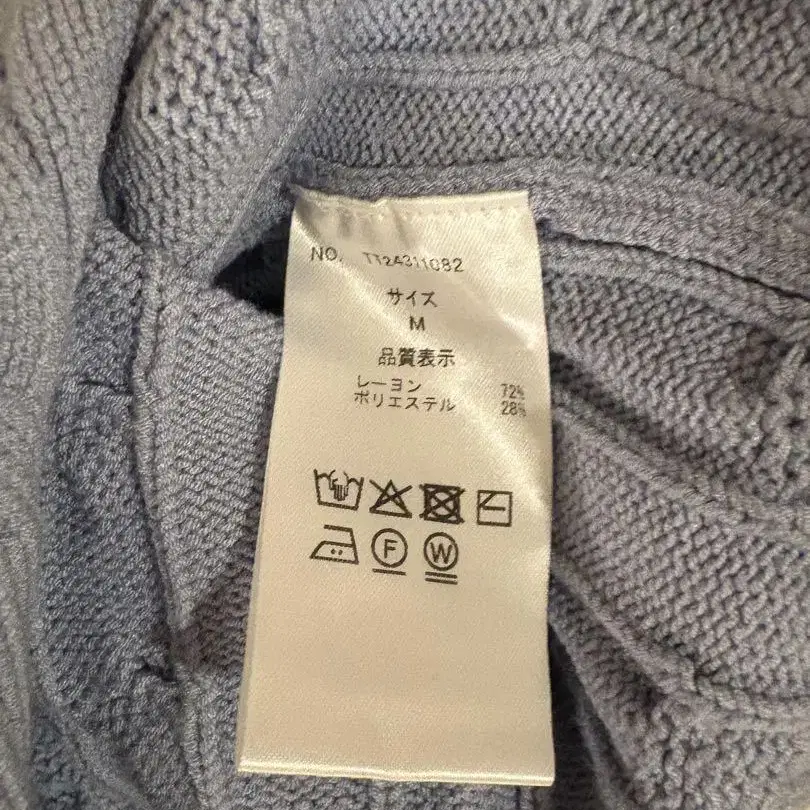 NO. TT24311082
サイズ
M
品質表示
レーヨン 72%
ポリエステル 28%
F W